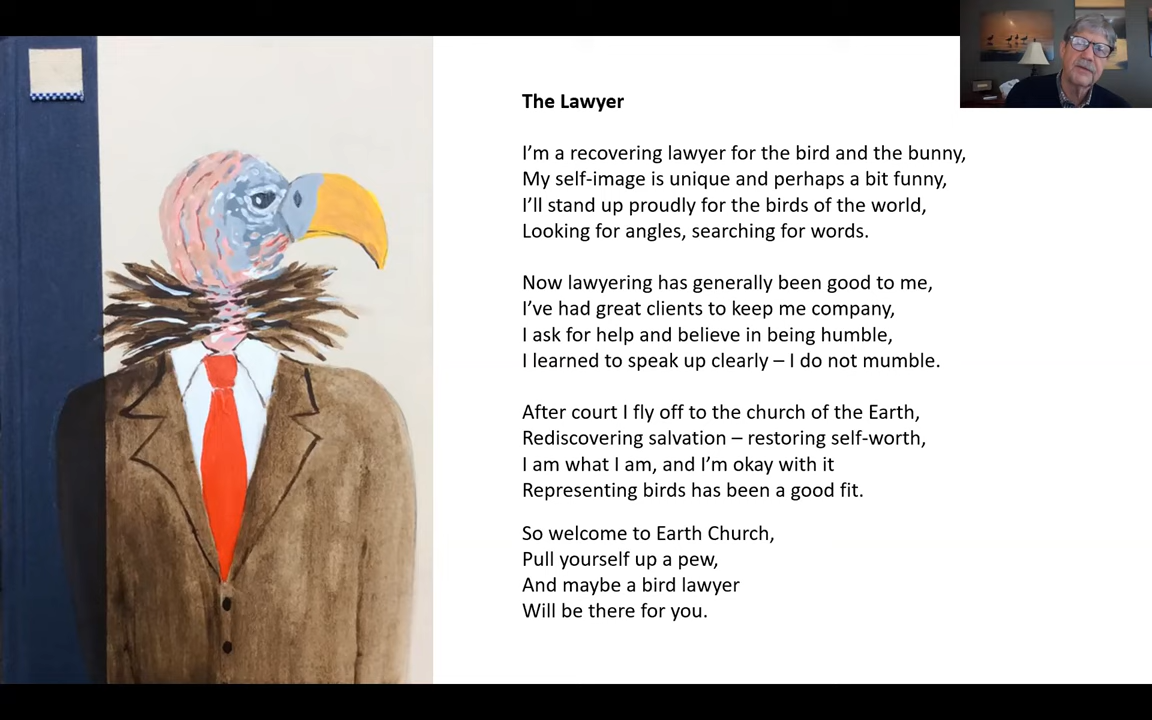 The Lawyer
I’m a recovering lawyer for the bird and the bunny,
My self-image is unique and perhaps a bit funny,
I’ll stand up proudly for the birds of the world,
Looking for angles, searching for words.
Now lawyering has generally been good to me,
I’ve had great clients to keep me company,
I ask for help and believe in being humble,
I learned to speak up clearly – I do not mumble.
After court I fly off to the church of the Earth,
Rediscovering salvation – restoring self-worth,
I am what I am, and I’m okay with it
Representing birds has been a good fit.
So welcome to Earth Church,
Pull yourself up a pew,
And maybe a bird lawyer
Will be there for you.